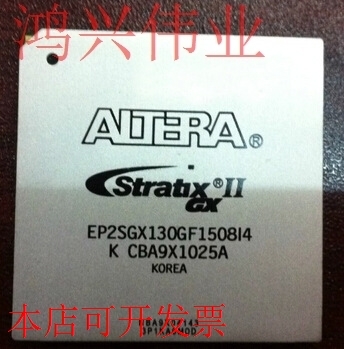 鸿兴伟业
ALTERA®
Stratix® II
GX
EP2SGX130GF1508I4
K CBA9X1025A
KOREA
本店可开发票